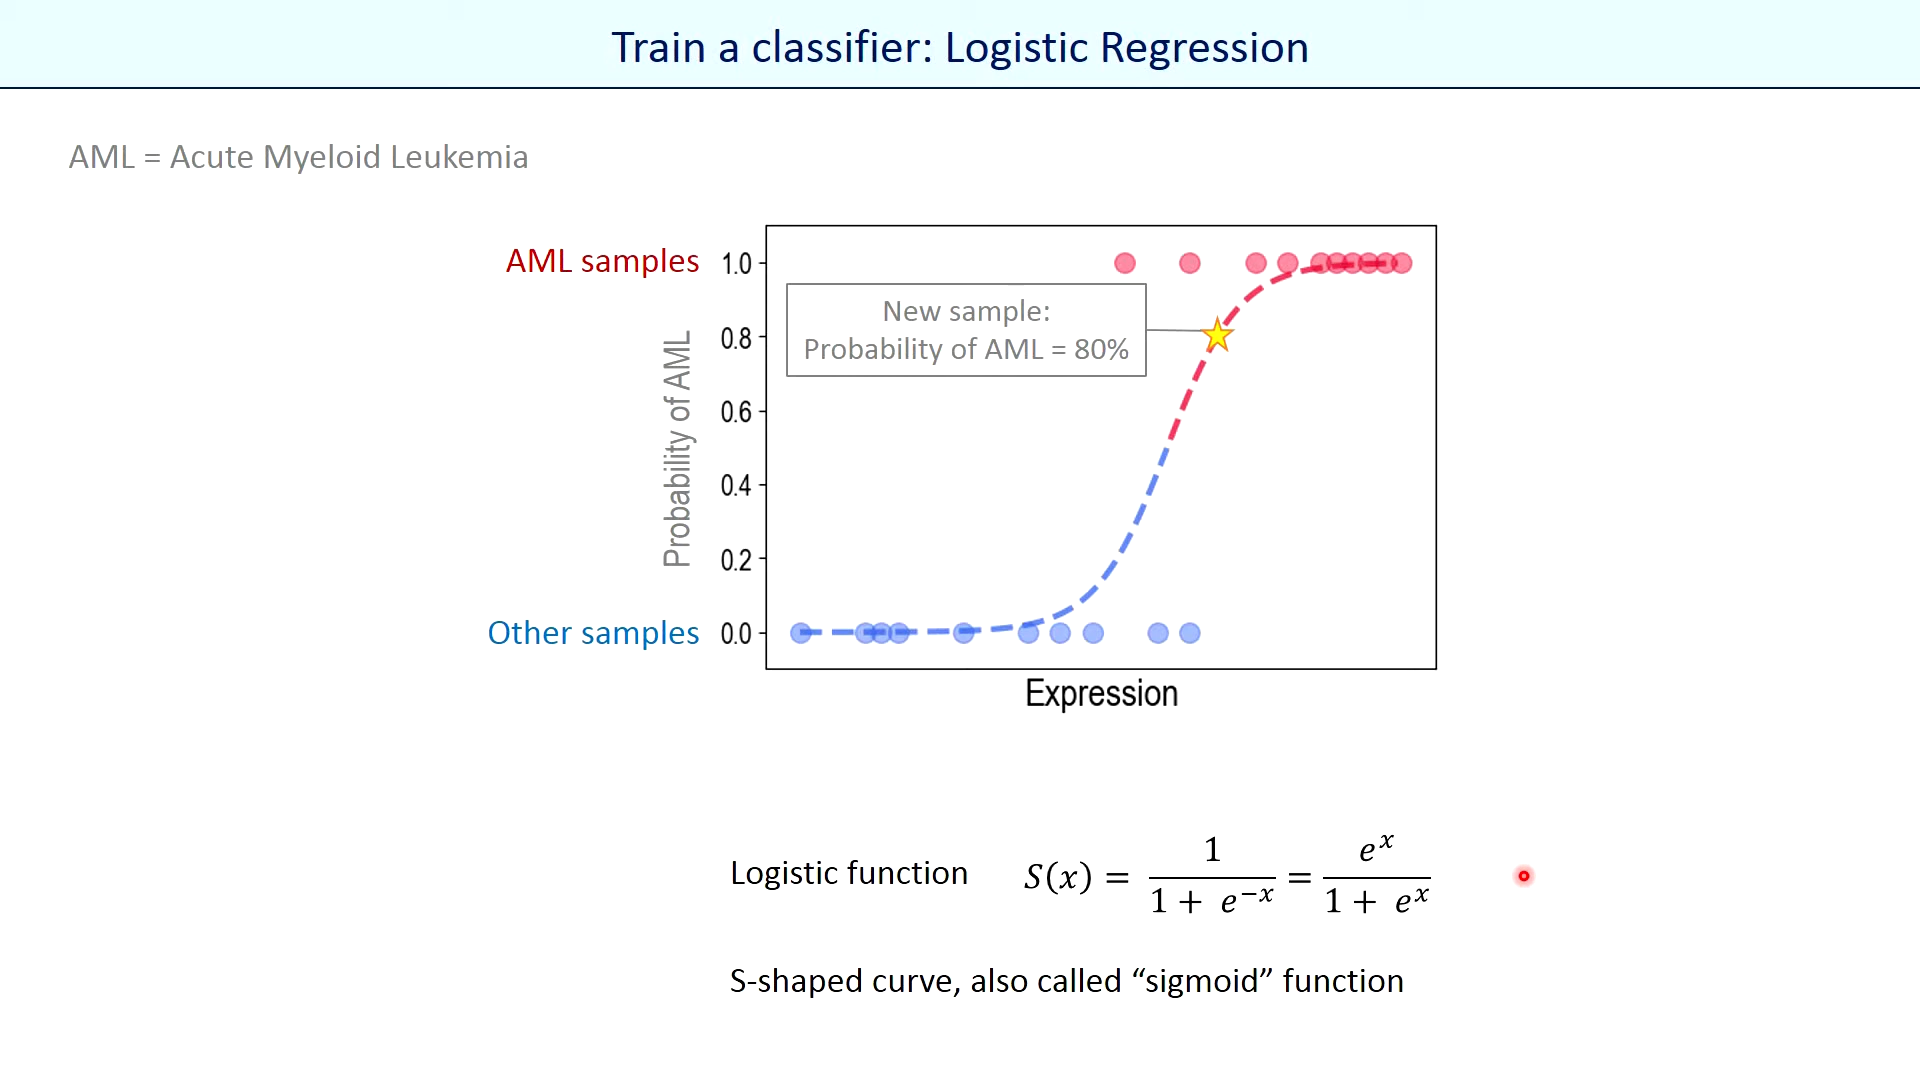 Train a classifier: Logistic Regression
AML = Acute Myeloid Leukemia
AML samples
Other samples
Probability of AML
1.0
0.8
0.6
0.4
0.2
0.0
New sample:
Probability of AML = 80%
Expression
Logistic function S(x) = 1 / (1 + e^{-x}) = e^x / (1 + e^x)
S-shaped curve, also called “sigmoid” function